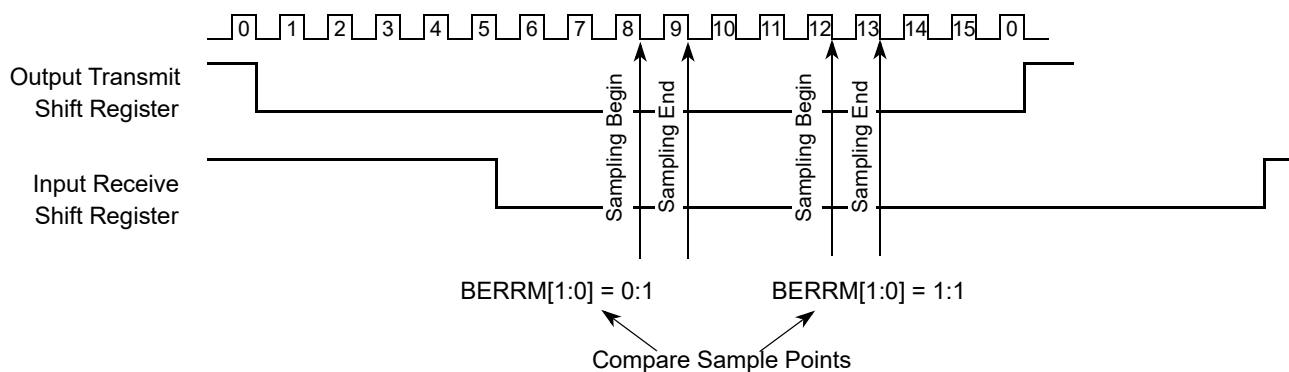 0 1 2 3 4 5 6 7 8 9 10 11 12 13 14 15 0
Output Transmit
Shift Register
Input Receive
Shift Register
Sampling Begin
Sampling End
Sampling Begin
Sampling End
BERRM[1:0] = 0:1 BERRM[1:0] = 1:1
Compare Sample Points